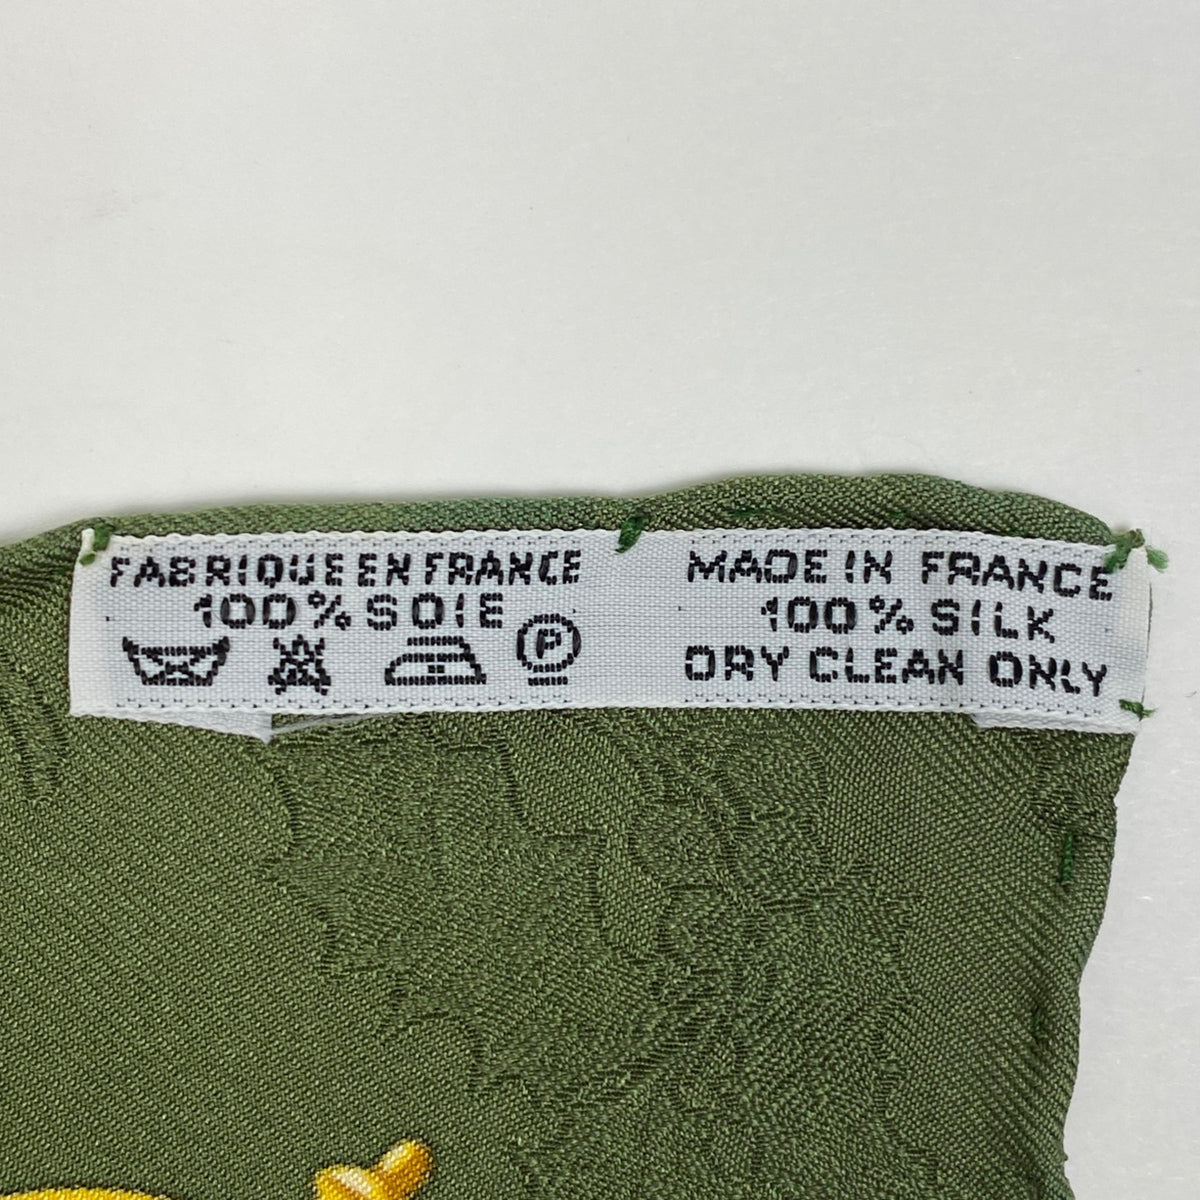 FABRIQUE EN FRANCE
100% SOIE
P
MADE IN FRANCE
100% SILK
DRY CLEAN ONLY